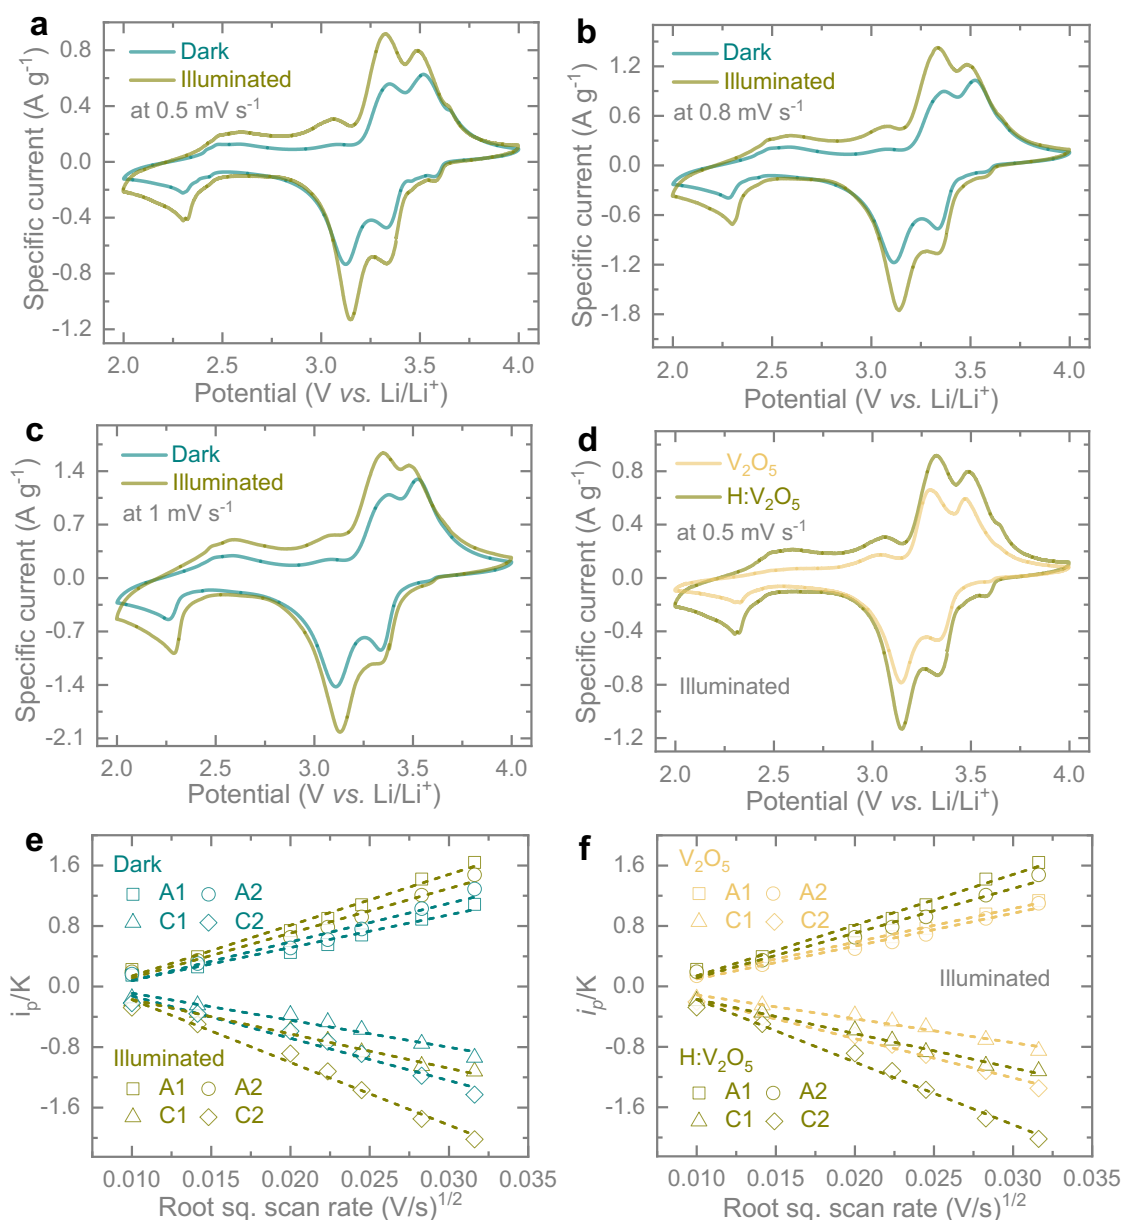 a
Dark
Illuminated
at 0.5 mV s⁻¹
0.8
0.4
0.0
-0.4
-0.8
-1.2
Specific current (A g⁻¹)
2.0 2.5 3.0 3.5 4.0
Potential (V vs. Li/Li⁺)
b
Dark
Illuminated
at 0.8 mV s⁻¹
1.2
0.6
0.0
-0.6
-1.2
-1.8
Specific current (A g⁻¹)
2.0 2.5 3.0 3.5 4.0
Potential (V vs. Li/Li⁺)
c
Dark
Illuminated
at 1 mV s⁻¹
1.4
0.7
0.0
-0.7
-1.4
-2.1
Specific current (A g⁻¹)
2.0 2.5 3.0 3.5 4.0
Potential (V vs. Li/Li⁺)
d
V₂O₅
H:V₂O₅
at 0.5 mV s⁻¹
Illuminated
0.8
0.4
0.0
-0.4
-0.8
-1.2
Specific current (A g⁻¹)
2.0 2.5 3.0 3.5 4.0
Potential (V vs. Li/Li⁺)
e
Dark
A1 A2
C1 C2
Illuminated
A1 A2
C1 C2
1.6
0.8
0.0
-0.8
-1.6
iₚ/K
0.010 0.015 0.020 0.025 0.030 0.035
Root sq. scan rate (V/s)¹/²
f
V₂O₅
A1 A2
C1 C2
Illuminated
H:V₂O₅
A1 A2
C1 C2
1.6
0.8
0.0
-0.8
-1.6
iₚ/K
0.010 0.015 0.020 0.025 0.030 0.035
Root sq. scan rate (V/s)¹/²